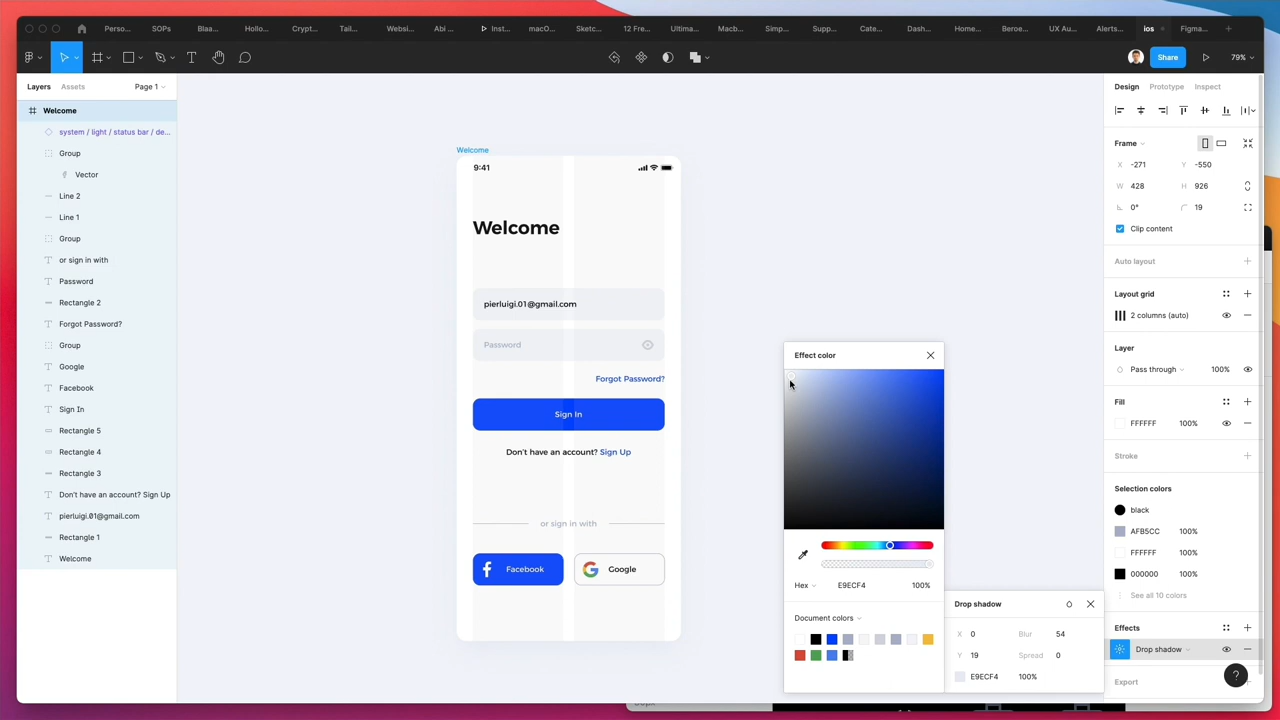 Perso...
SOPs
Blaa...
Hello...
Crypt...
Tail...
Websi...
Abi ...
Inst...
macO...
Sketc...
12 Fre...
Ultima...
Macb...
Simp...
Supp...
Cate...
Dash...
Home...
Beroe...
UX Au...
Alerts...
ios
Figma...
Share
79%
Layers
Assets
Page 1
Welcome
system / light / status bar / de...
Group
Vector
Line 2
Line 1
Group
or sign in with
Password
Rectangle 2
Forgot Password?
Group
Google
Facebook
Sign In
Rectangle 5
Rectangle 4
Rectangle 3
Don't have an account? Sign Up
pierluigi.01@gmail.com
Rectangle 1
Welcome
Welcome
9:41
Welcome
pierluigi.01@gmail.com
Password
Forgot Password?
Sign In
Don't have an account? Sign Up
or sign in with
Facebook
Google
Effect color
Hex
E9ECF4
100%
Document colors
Drop shadow
X 0
Blur 54
Y 19
Spread 0
E9ECF4 100%
Design
Prototype
Inspect
Frame
X -271
Y -550
W 428
H 926
0°
19
Clip content
Auto layout
Layout grid
2 columns (auto)
Layer
Pass through
100%
Fill
FFFFFF 100%
Stroke
Selection colors
black
AFB5CC 100%
FFFFFF 100%
000000 100%
See all 10 colors
Effects
Drop shadow
Export
?